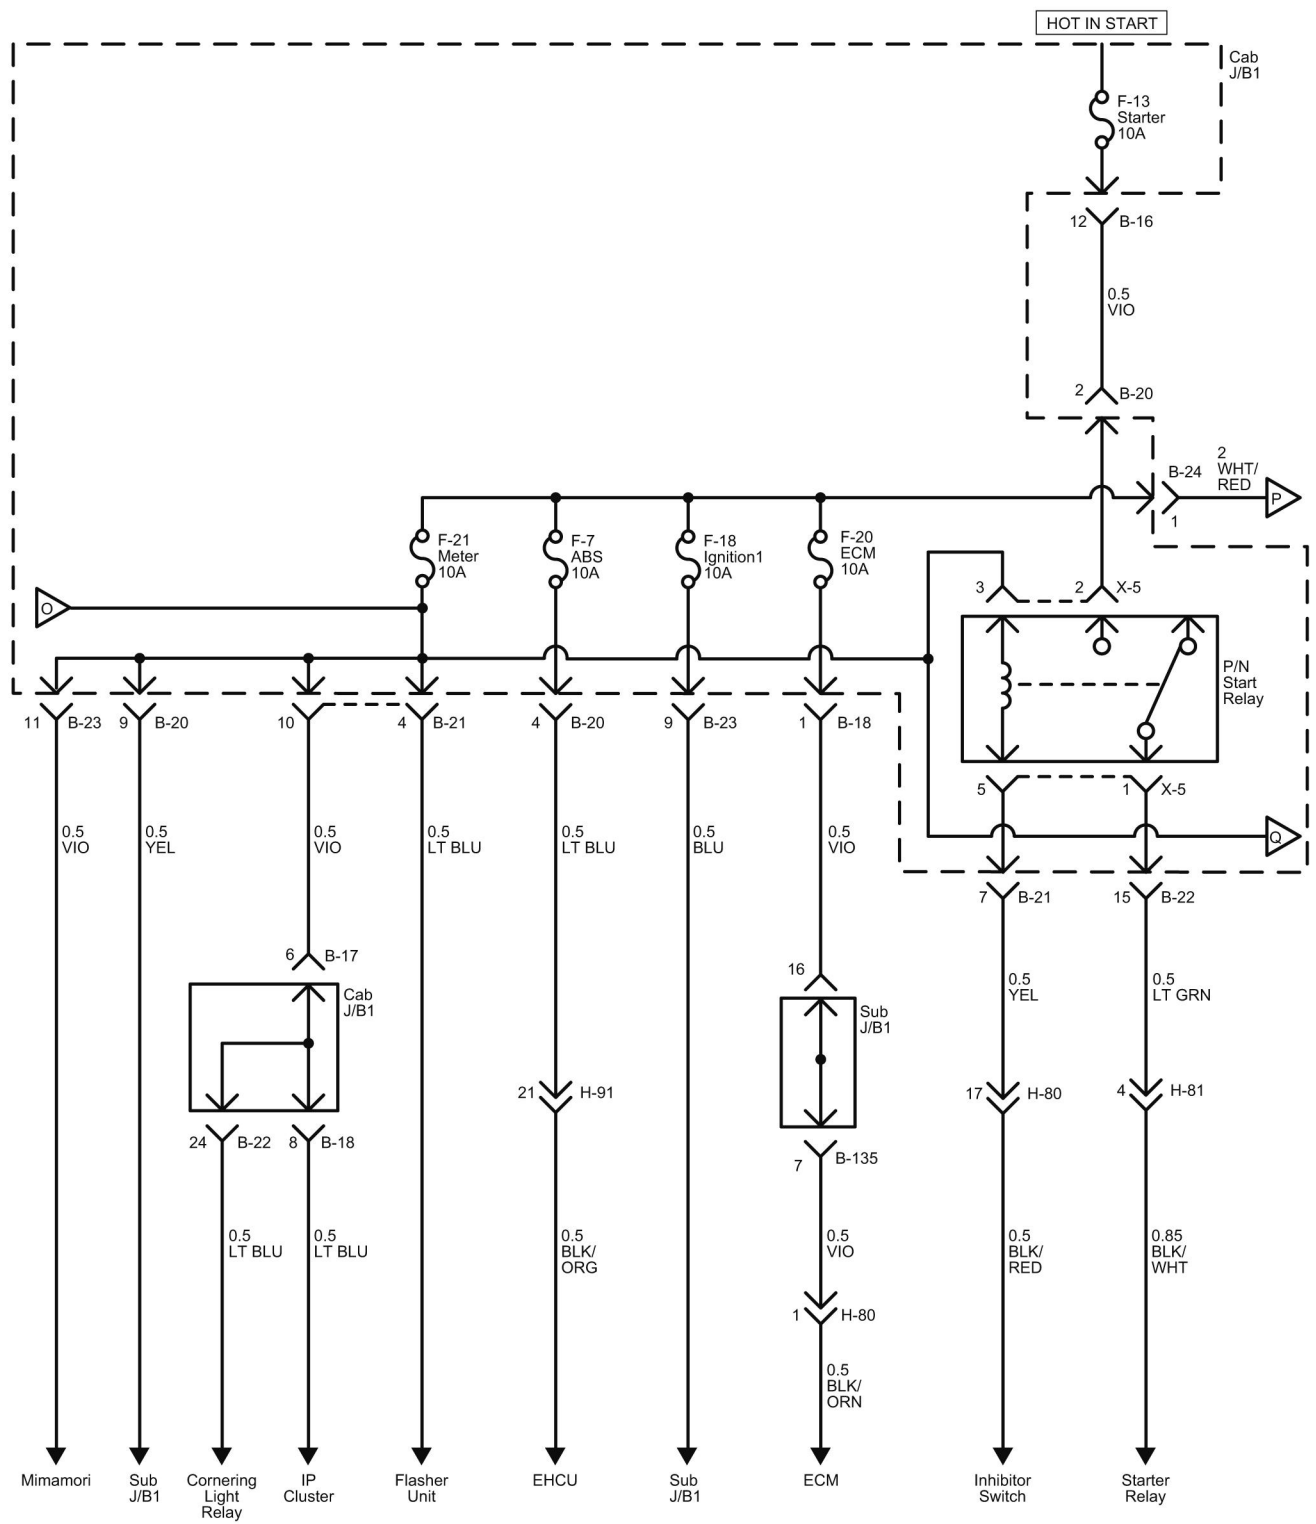 HOT IN START
Cab
J/B1
F-13
Starter
10A
12
B-16
0.5
VIO
2
B-20
B-24
2
WHT/
RED
P
1
F-21
Meter
10A
F-7
ABS
10A
F-18
Ignition1
10A
F-20
ECM
10A
3
2
X-5
O
P/N
Start
Relay
11
B-23
9
B-20
10
4
B-21
4
B-20
9
B-23
1
B-18
5
1
X-5
Q
0.5
VIO
0.5
YEL
0.5
VIO
0.5
LT BLU
0.5
LT BLU
0.5
BLU
0.5
VIO
7
B-21
15
B-22
6
B-17
16
0.5
YEL
0.5
LT GRN
Cab
J/B1
Sub
J/B1
21
H-91
17
H-80
4
H-81
24
B-22
8
B-18
7
B-135
0.5
LT BLU
0.5
LT BLU
0.5
BLK/
ORG
0.5
VIO
0.5
BLK/
RED
0.85
BLK/
WHT
1
H-80
0.5
BLK/
ORN
Mimamori
Sub
J/B1
Cornering
Light
Relay
IP
Cluster
Flasher
Unit
EHCU
Sub
J/B1
ECM
Inhibitor
Switch
Starter
Relay